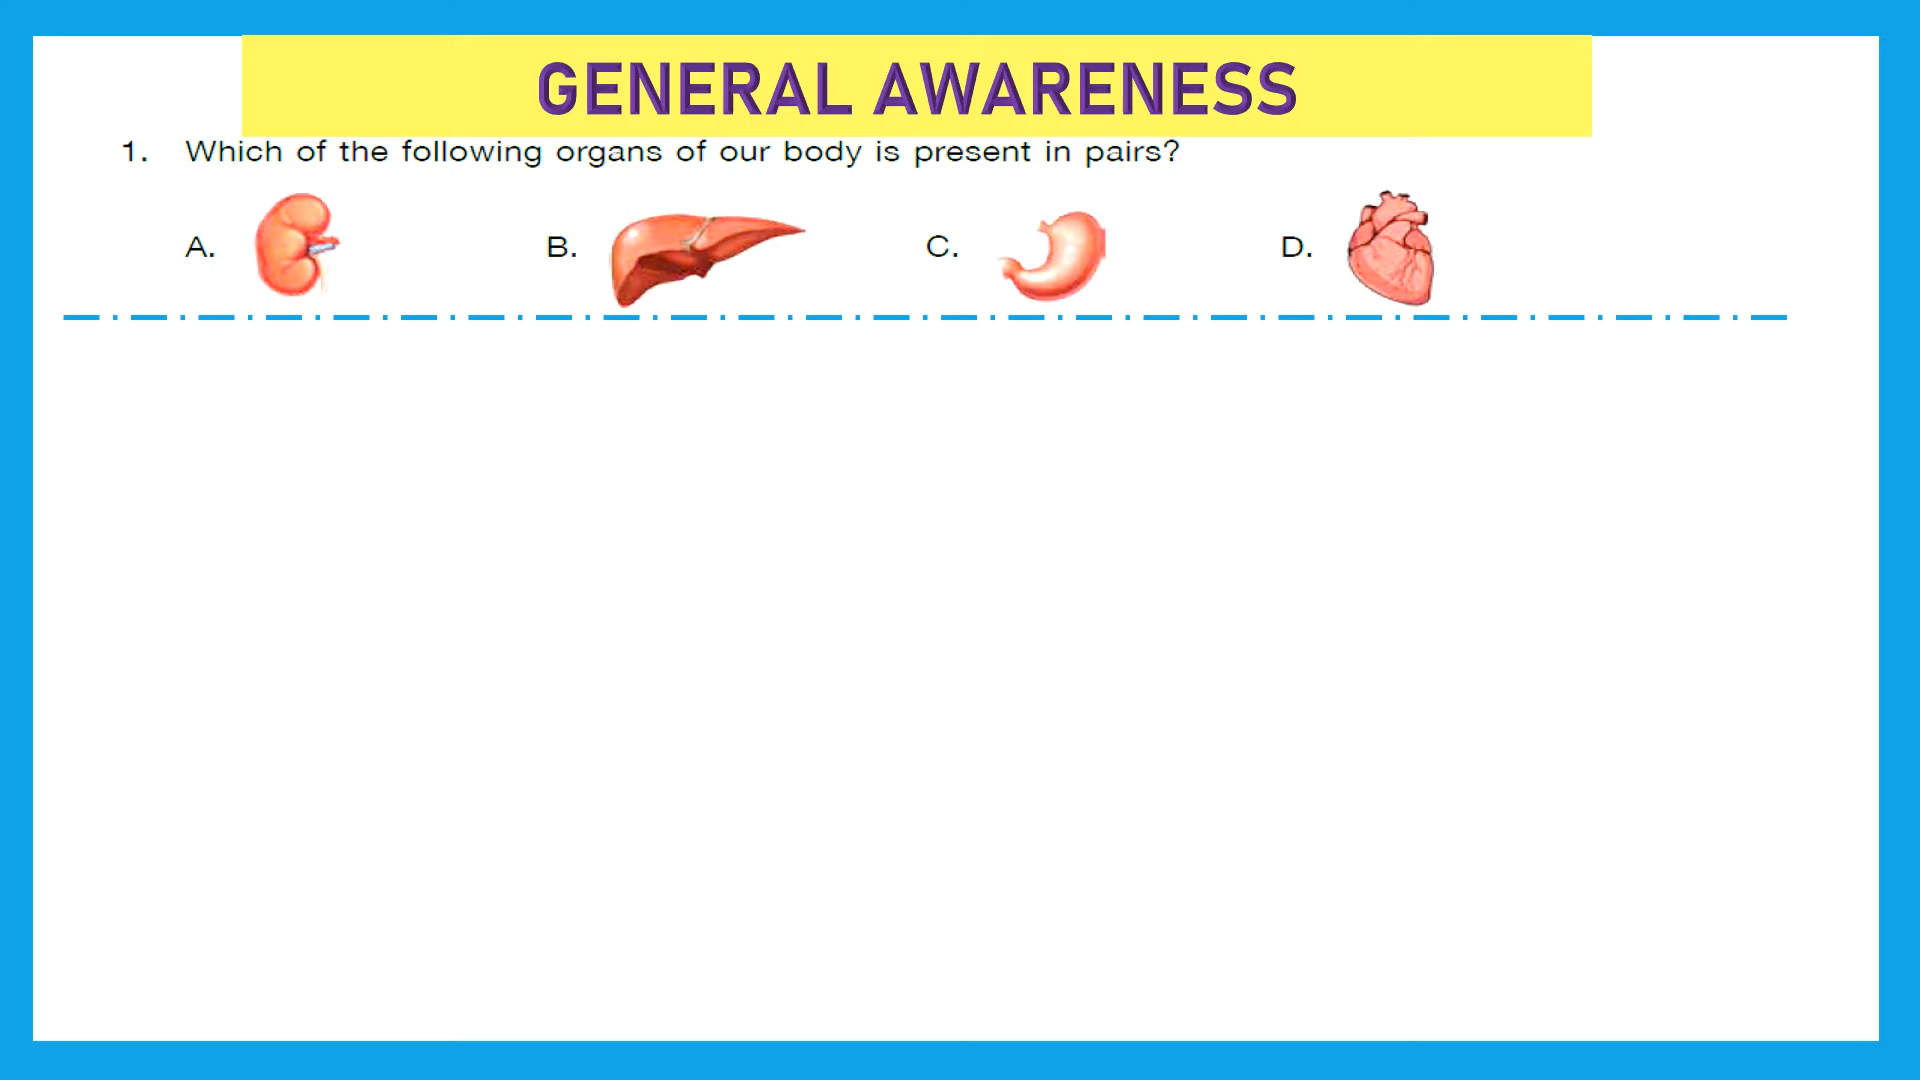 GENERAL AWARENESS
1. Which of the following organs of our body is present in pairs?
A. B. C. D.